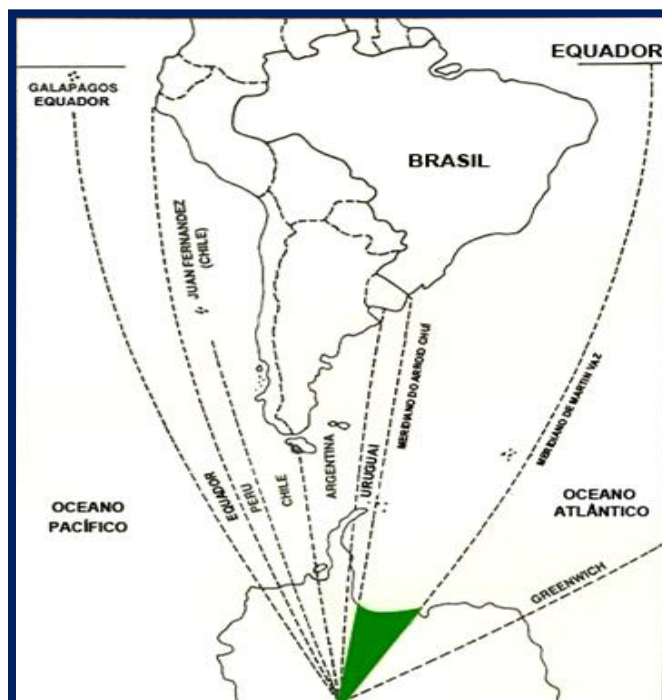 EQUADOR
GALAPAGOS
EQUADOR
BRASIL
JUAN FERNANDEZ
(CHILE)
MERIDIANO DO ARROIO CHUÍ
MERIDIANO DE MARTIN VAZ
EQUADOR
PERU
CHILE
ARGENTINA
URUGUAI
OCEANO
PACÍFICO
OCEANO
ATLÂNTICO
GREENWICH